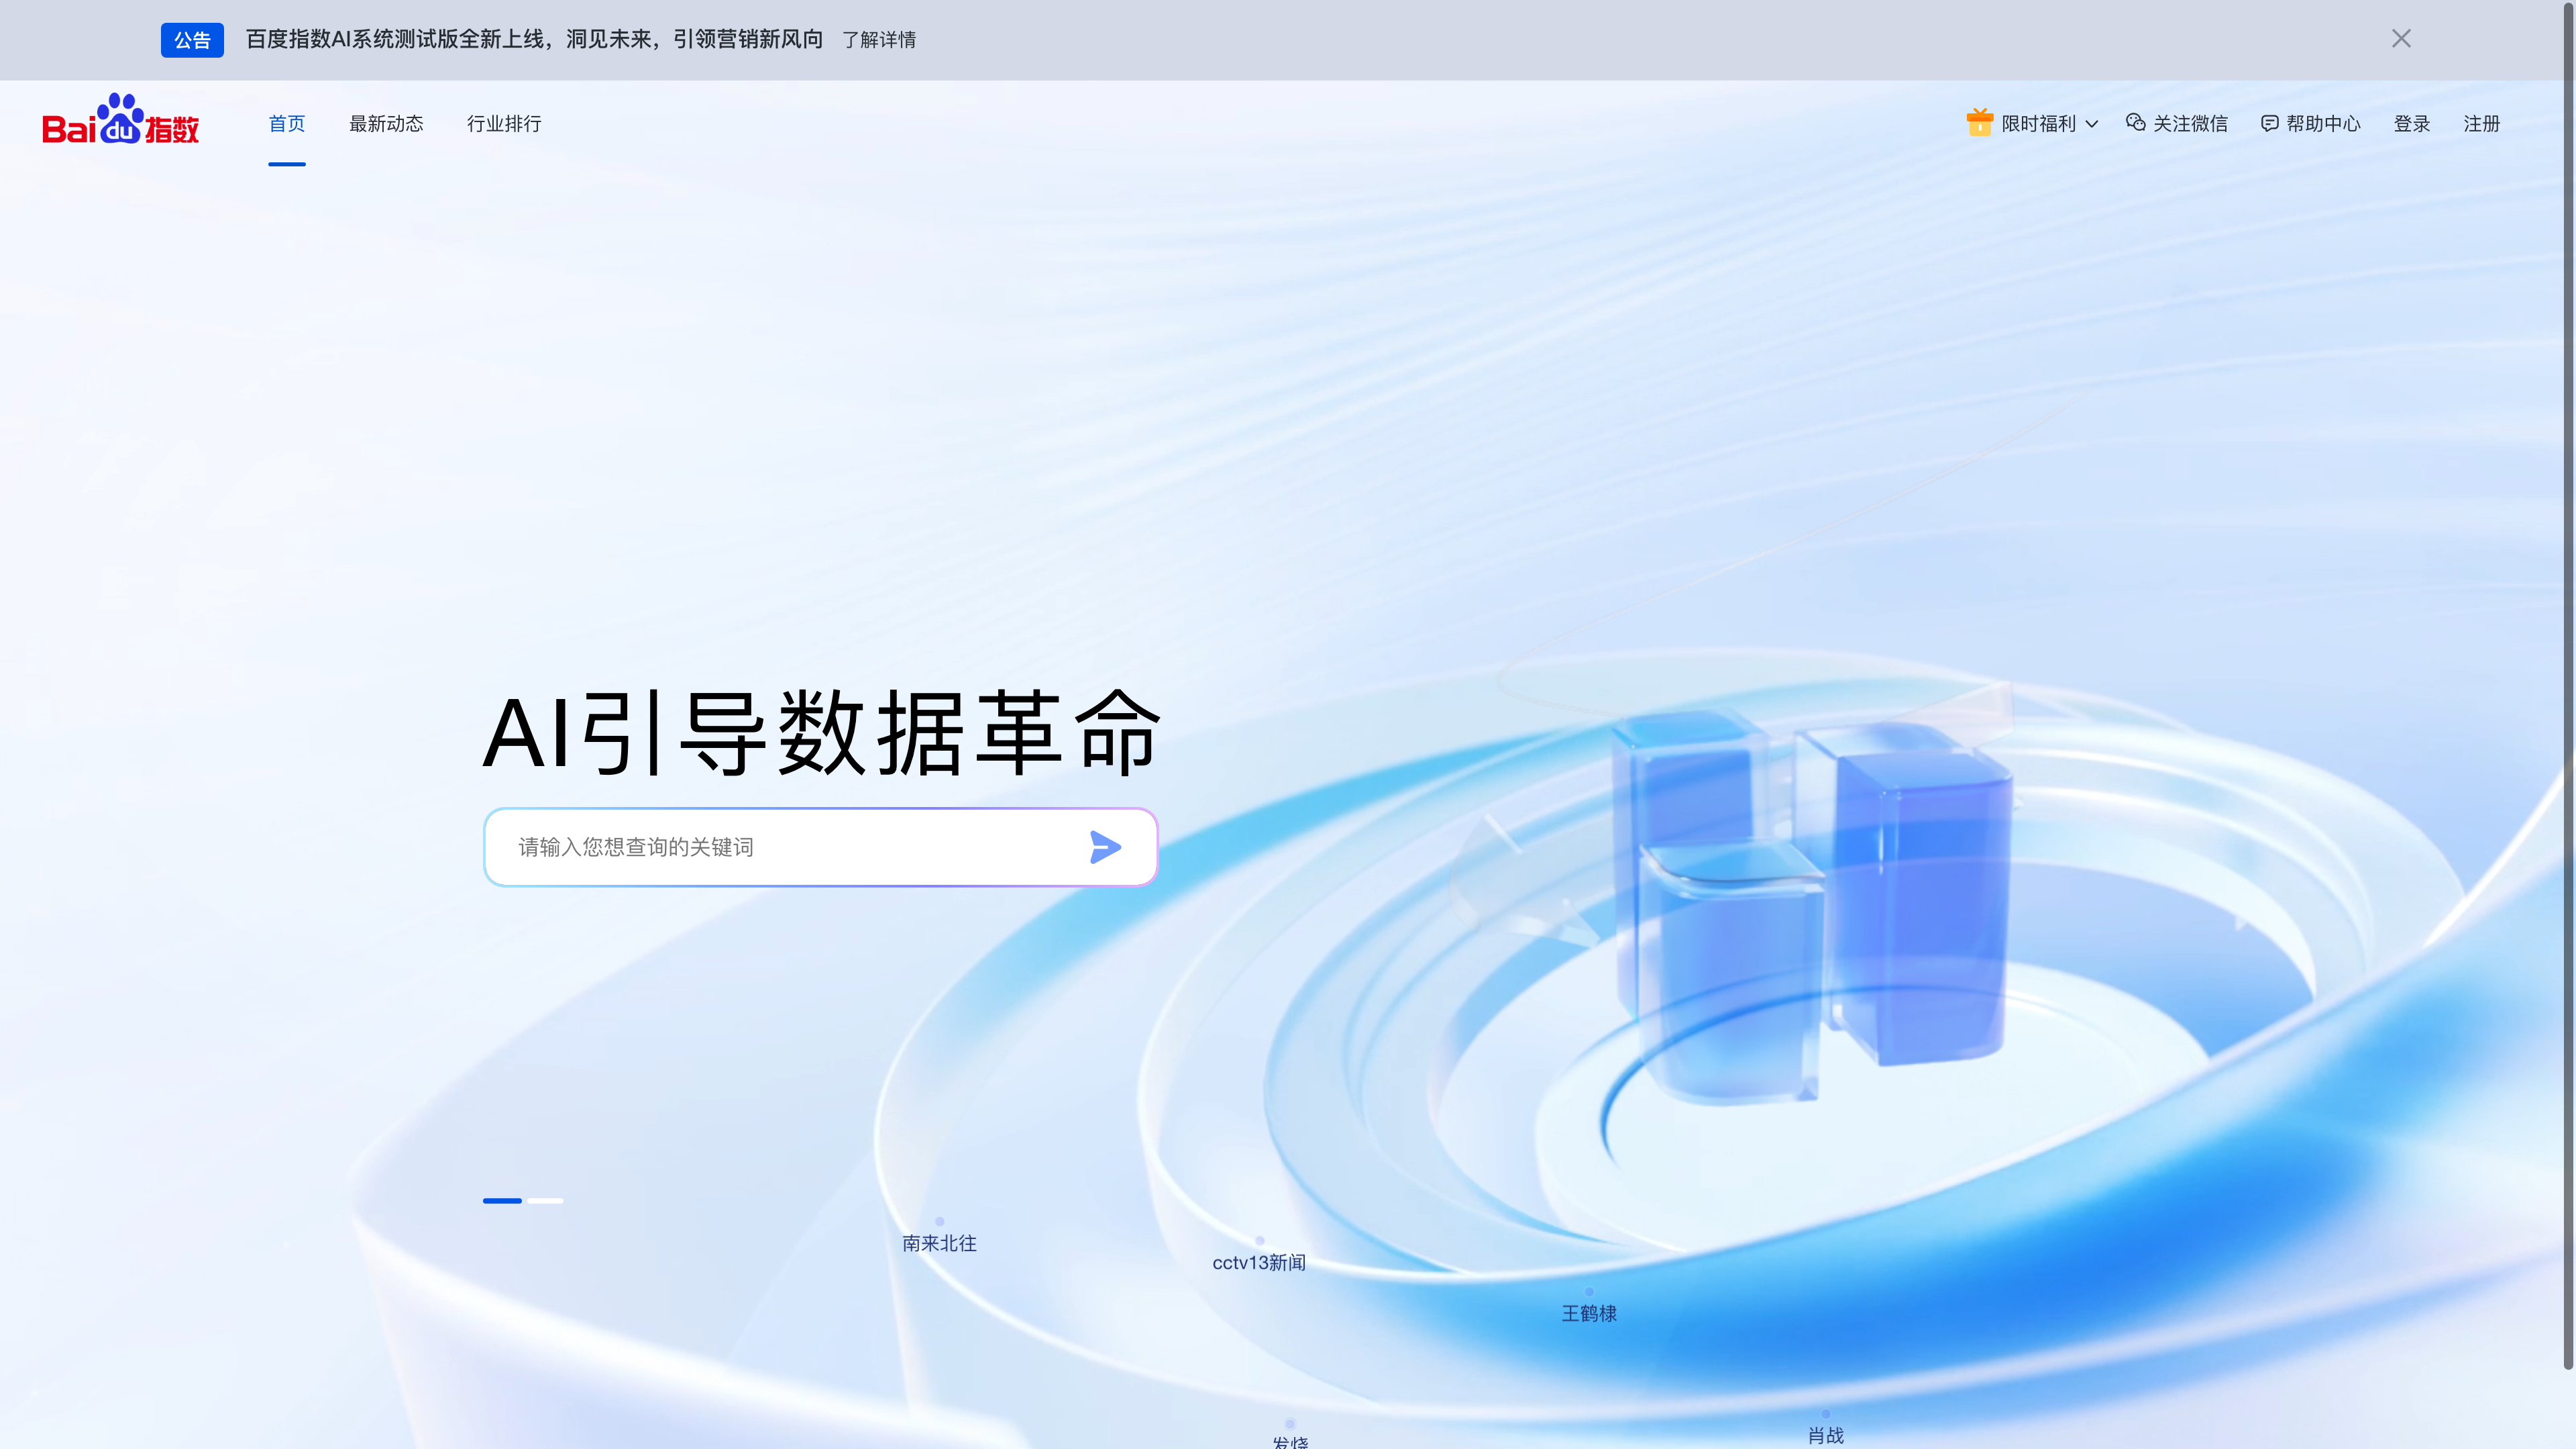 公告 百度指数AI系统测试版全新上线，洞见未来，引领营销新风向 了解详情
Baidu指数 首页 最新动态 行业排行 限时福利 关注微信 帮助中心 登录 注册
AI引导数据革命
请输入您想查询的关键词
南来北往
cctv13新闻
王鹤棣
肖战
发烧